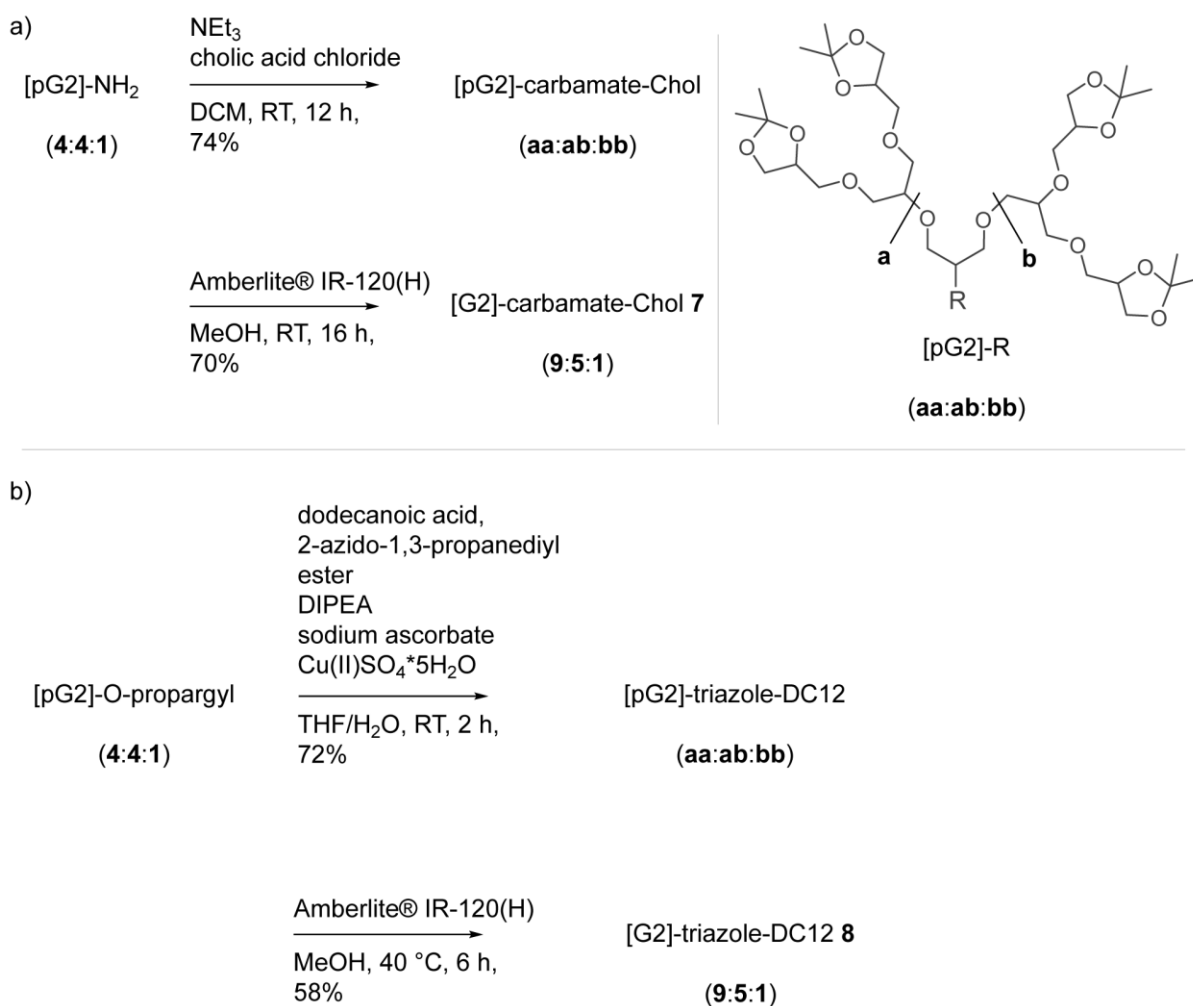 a)
NEt₃
cholic acid chloride
[pG2]-NH₂
[pG2]-carbamate-Chol
DCM, RT, 12 h,
74%
(4:4:1)
(aa:ab:bb)
Amberlite® IR-120(H)
[G2]-carbamate-Chol 7
MeOH, RT, 16 h,
70%
(9:5:1)
O
O
O
O
O
O
O
O
O
O
O
O
O
O
a
b
R
[pG2]-R
(aa:ab:bb)
b)
dodecanoic acid,
2-azido-1,3-propanediyl
ester
DIPEA
sodium ascorbate
Cu(II)SO₄*5H₂O
[pG2]-O-propargyl
[pG2]-triazole-DC12
THF/H₂O, RT, 2 h,
72%
(4:4:1)
(aa:ab:bb)
Amberlite® IR-120(H)
[G2]-triazole-DC12 8
MeOH, 40 °C, 6 h,
58%
(9:5:1)